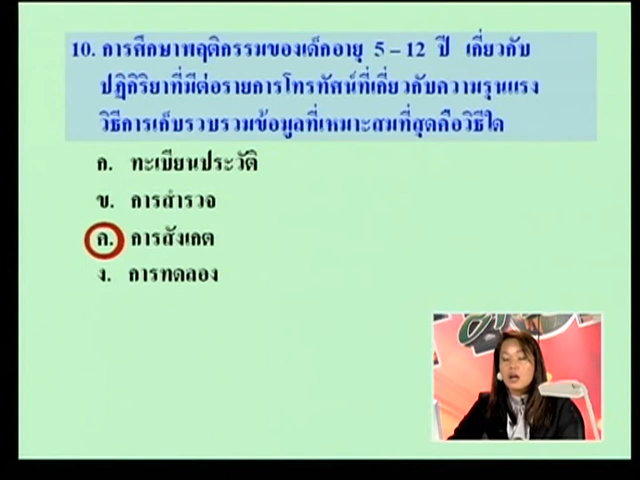 10. การศึกษาพฤติกรรมของเด็กอายุ 5 – 12 ปี เกี่ยวกับ
ปฏิกิริยาที่มีต่อรายการโทรทัศน์ที่เกี่ยวกับความรุนแรง
วิธีการเก็บรวบรวมข้อมูลที่เหมาะสมที่สุดคือวิธีใด
ก. ทะเบียนประวัติ
ข. การสำรวจ
ค. การสังเกต
ง. การทดลอง